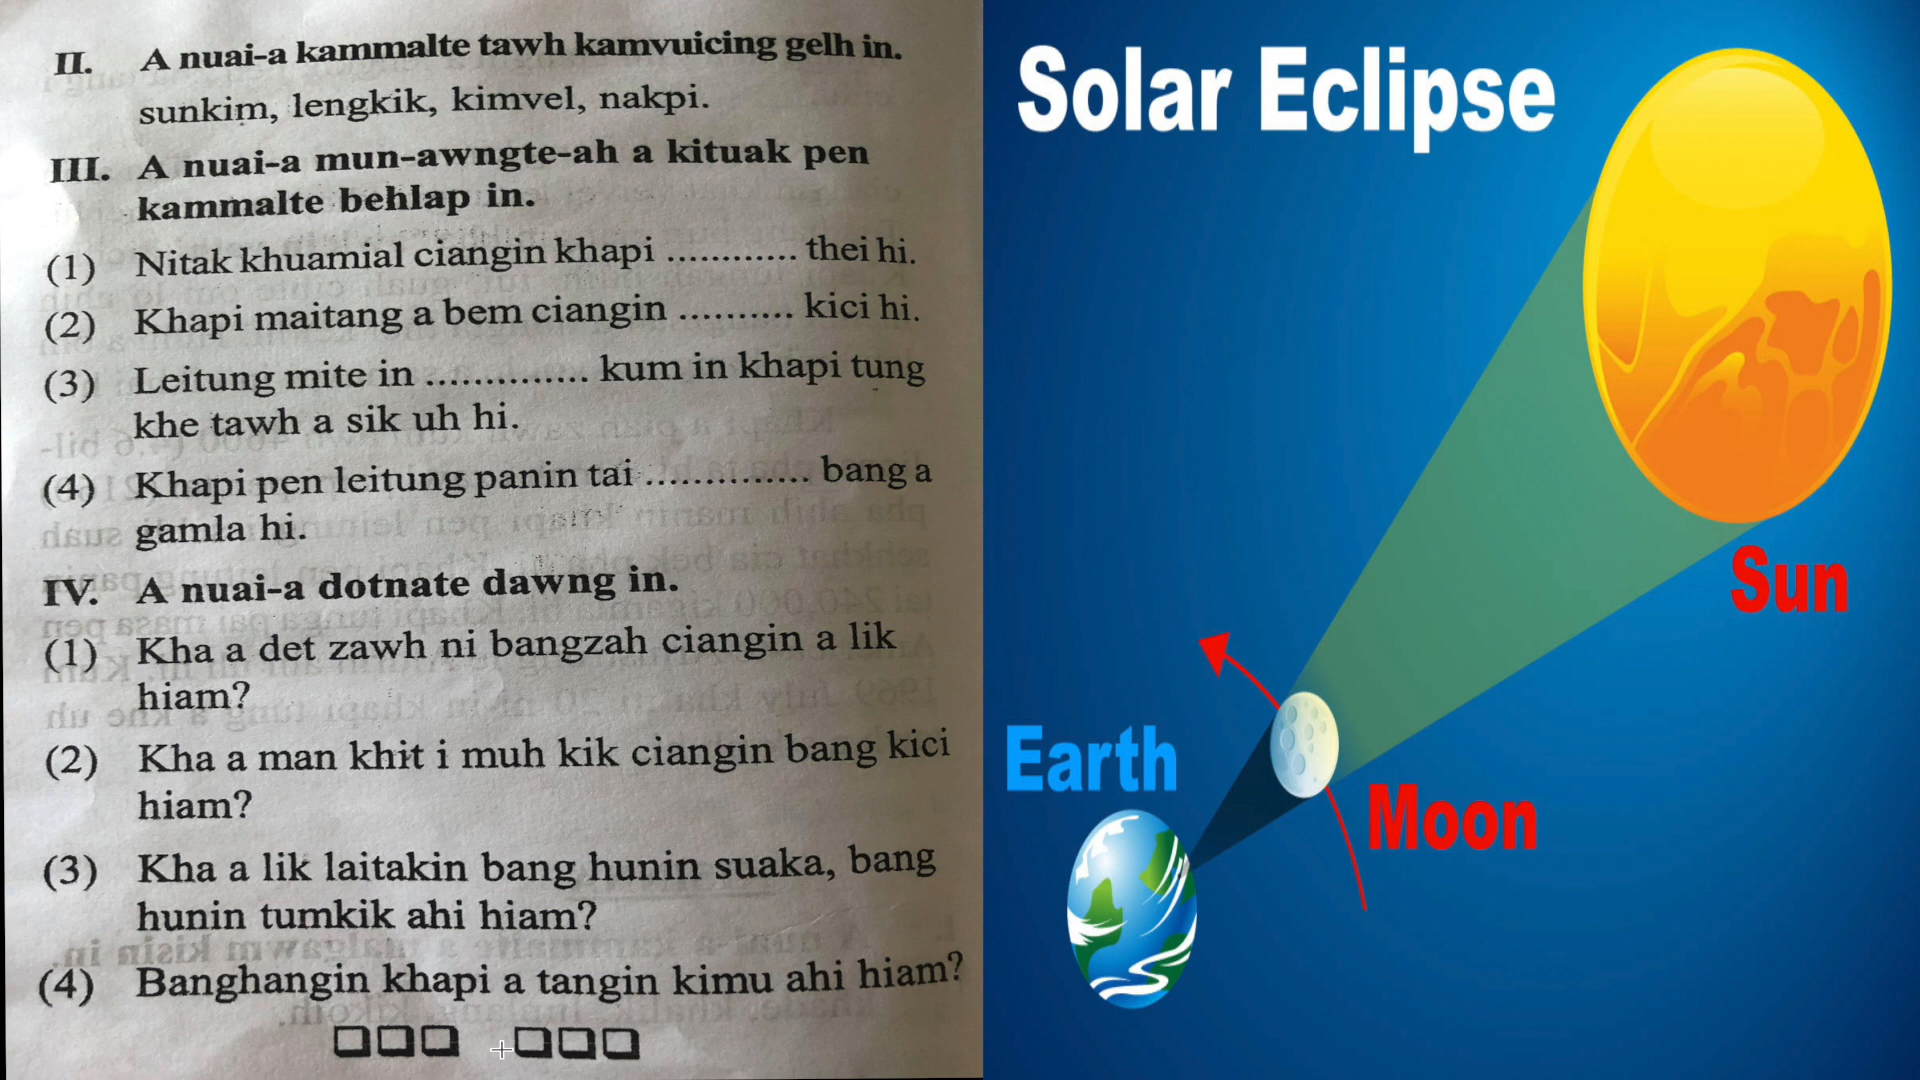 II. A nuai-a kammalte tawh kamvuicing gelh in.
sunkim, lengkik, kimvel, nakpi.
III. A nuai-a mun-awngte-ah a kituak pen
kammalte behlap in.
(1) Nitak khuamial ciangin khapi ............ thei hi.
(2) Khapi maitang a bem ciangin .......... kici hi.
(3) Leitung mite in .............. kum in khapi tung
khe tawh a sik uh hi.
(4) Khapi pen leitung panin tai .............. bang a
gamla hi.
IV. A nuai-a dotnate dawng in.
(1) Kha a det zawh ni bangzah ciangin a lik
hiam?
(2) Kha a man khit i muh kik ciangin bang kici
hiam?
(3) Kha a lik laitakin bang hunin suaka, bang
hunin tumkik ahi hiam?
(4) Banghangin khapi a tangin kimu ahi hiam?
Solar Eclipse
Sun
Earth
Moon